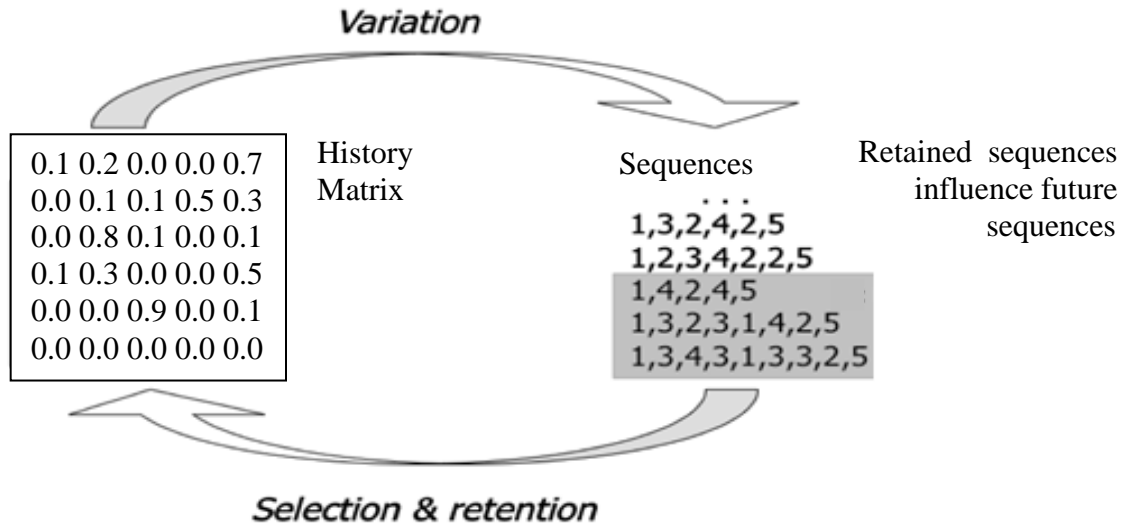 Variation
0.1 0.2 0.0 0.0 0.7
0.0 0.1 0.1 0.5 0.3
0.0 0.8 0.1 0.0 0.1
0.1 0.3 0.0 0.0 0.5
0.0 0.0 0.9 0.0 0.1
0.0 0.0 0.0 0.0 0.0
History
Matrix
Sequences
. . .
1,3,2,4,2,5
1,2,3,4,2,2,5
1,4,2,4,5
1,3,2,3,1,4,2,5
1,3,4,3,1,3,3,2,5
Retained sequences
influence future
sequences
Selection & retention